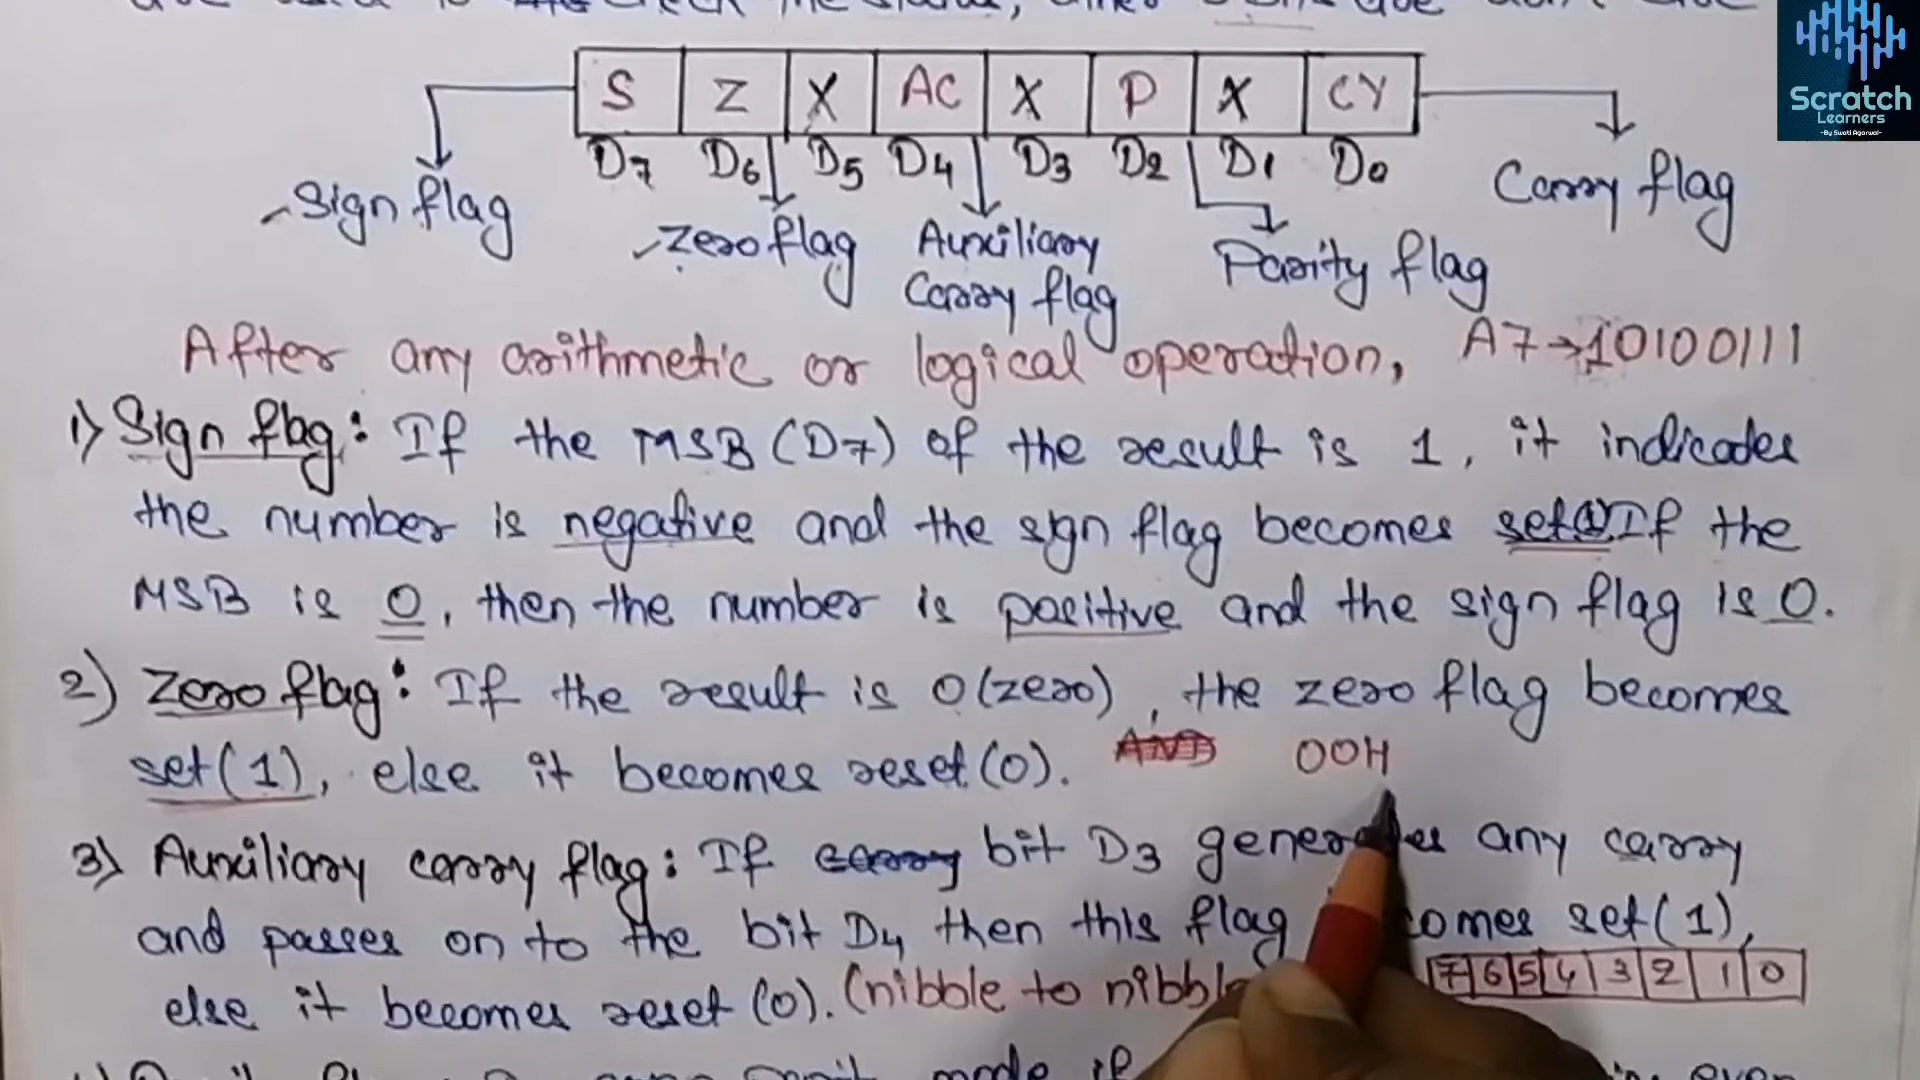 Scratch
Learners
-By Swati Agarwal-
S Z X AC X P X CY
D7 D6 D5 D4 D3 D2 D1 D0
Sign flag
Zero flag
Auxiliary
Carry flag
Parity flag
Carry flag
After any arithmetic or logical operation, A7→10100111
1) Sign flag: If the MSB (D7) of the result is 1, it indicates
the number is negative and the sign flag becomes set(1) If the
MSB is 0, then the number is positive and the sign flag is 0.
2) Zero flag: If the result is 0 (zero), the zero flag becomes
set(1), else it becomes reset (0). 00H
3) Auxiliary carry flag: If carry bit D3 generates any carry
and passes on to the bit D4 then this flag becomes set(1),
else it becomes reset (0). (nibble to nibble
7 6 5 4 3 2 1 0